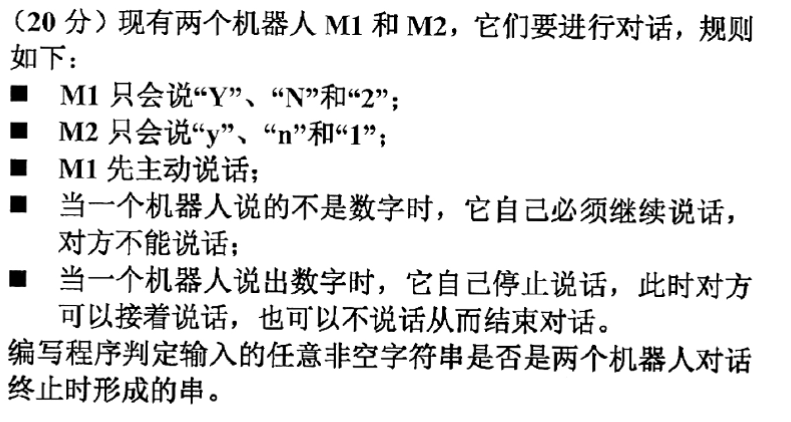 （20 分）现有两个机器人 M1 和 M2，它们要进行对话，规则
如下：
■ M1 只会说“Y”、“N”和“2”；
■ M2 只会说“y”、“n”和“1”；
■ M1 先主动说话；
■ 当一个机器人说的不是数字时，它自己必须继续说话，
对方不能说话；
■ 当一个机器人说出数字时，它自己停止说话，此时对方
可以接着说话，也可以不说话从而结束对话。
编写程序判定输入的任意非空字符串是否是两个机器人对话
终止时形成的串。